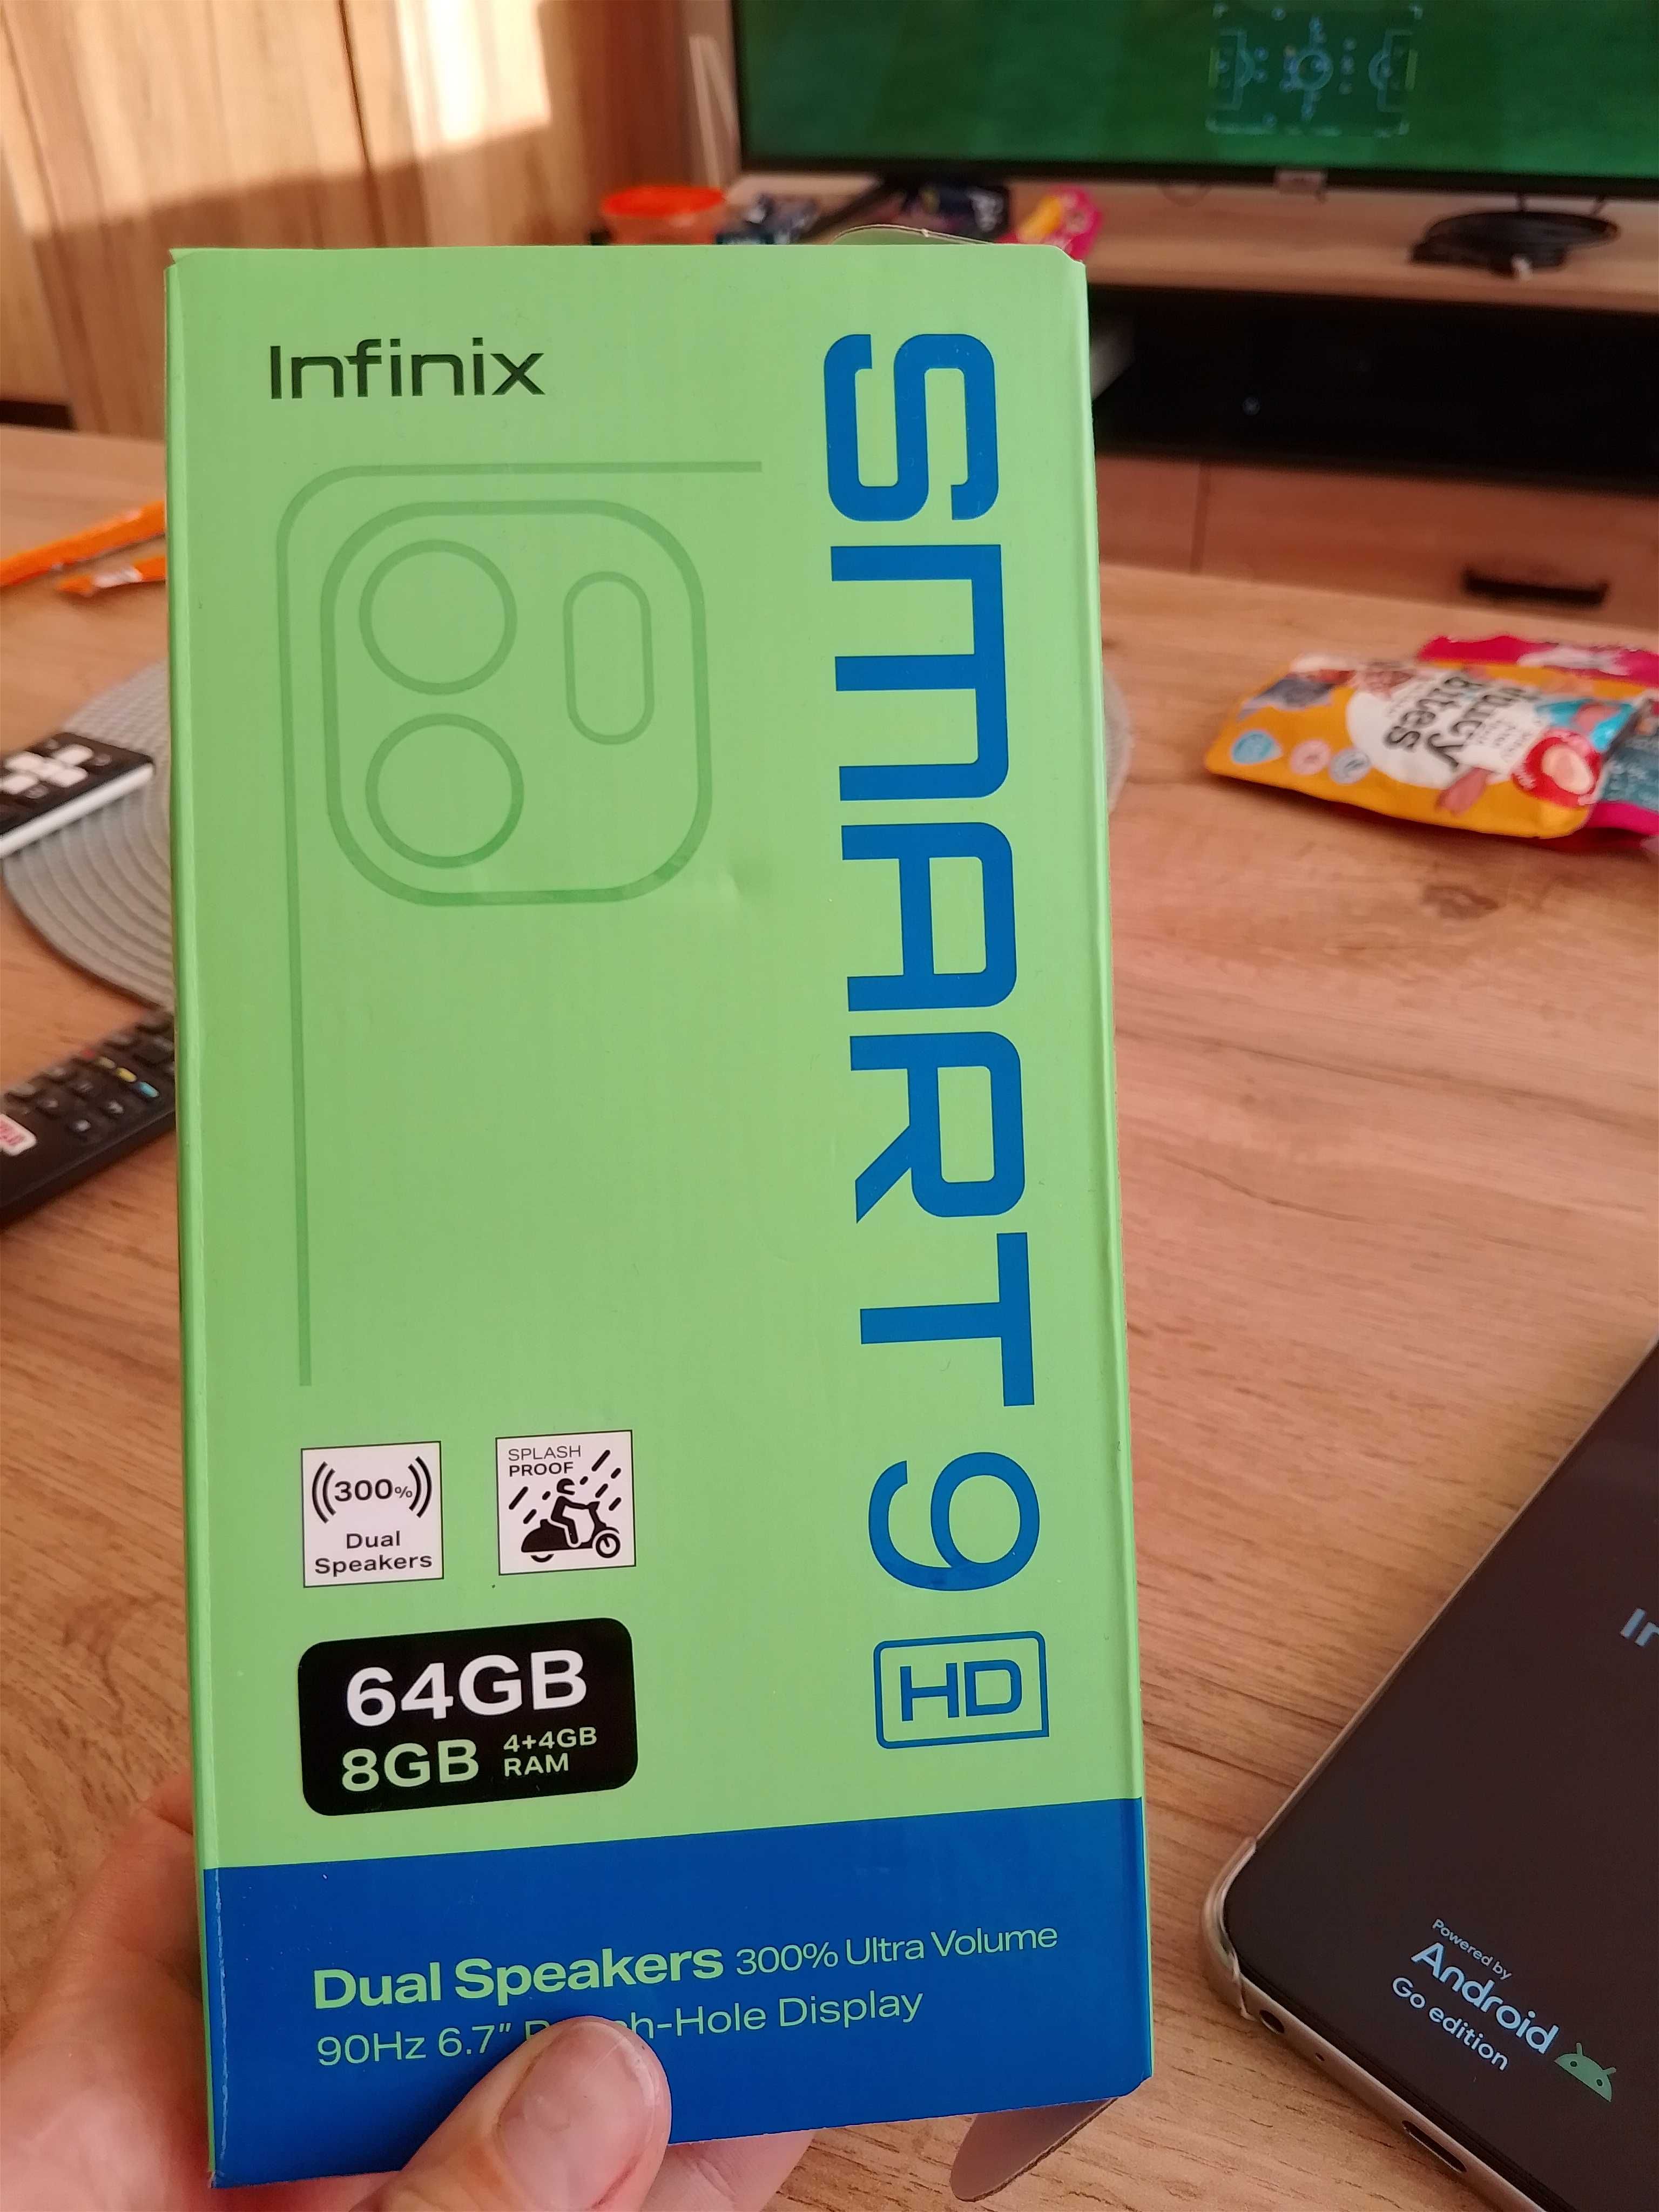 Infinix
SMART 9 HD
300%
Dual
Speakers
SPLASH
PROOF
64GB
8GB 4+4GB
RAM
Dual Speakers 300% Ultra Volume
90Hz 6.7" h-Hole Display
Powered by
Android
Go edition
Bites